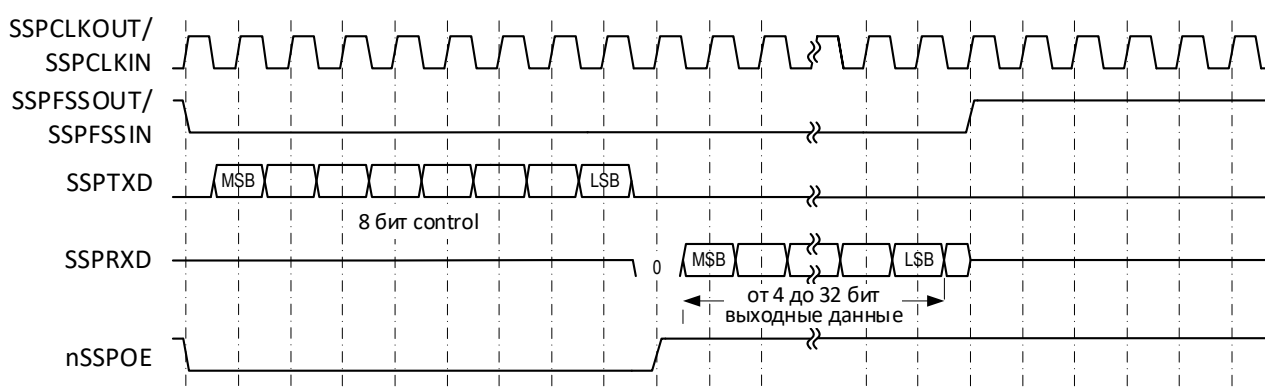 SSPCLKOUT/
SSPCLKIN
SSPFSSOUT/
SSPFSSIN
SSPTXD
MSB
LSB
8 бит control
SSPRXD
0
MSB
LSB
от 4 до 32 бит
выходные данные
nSSPOE